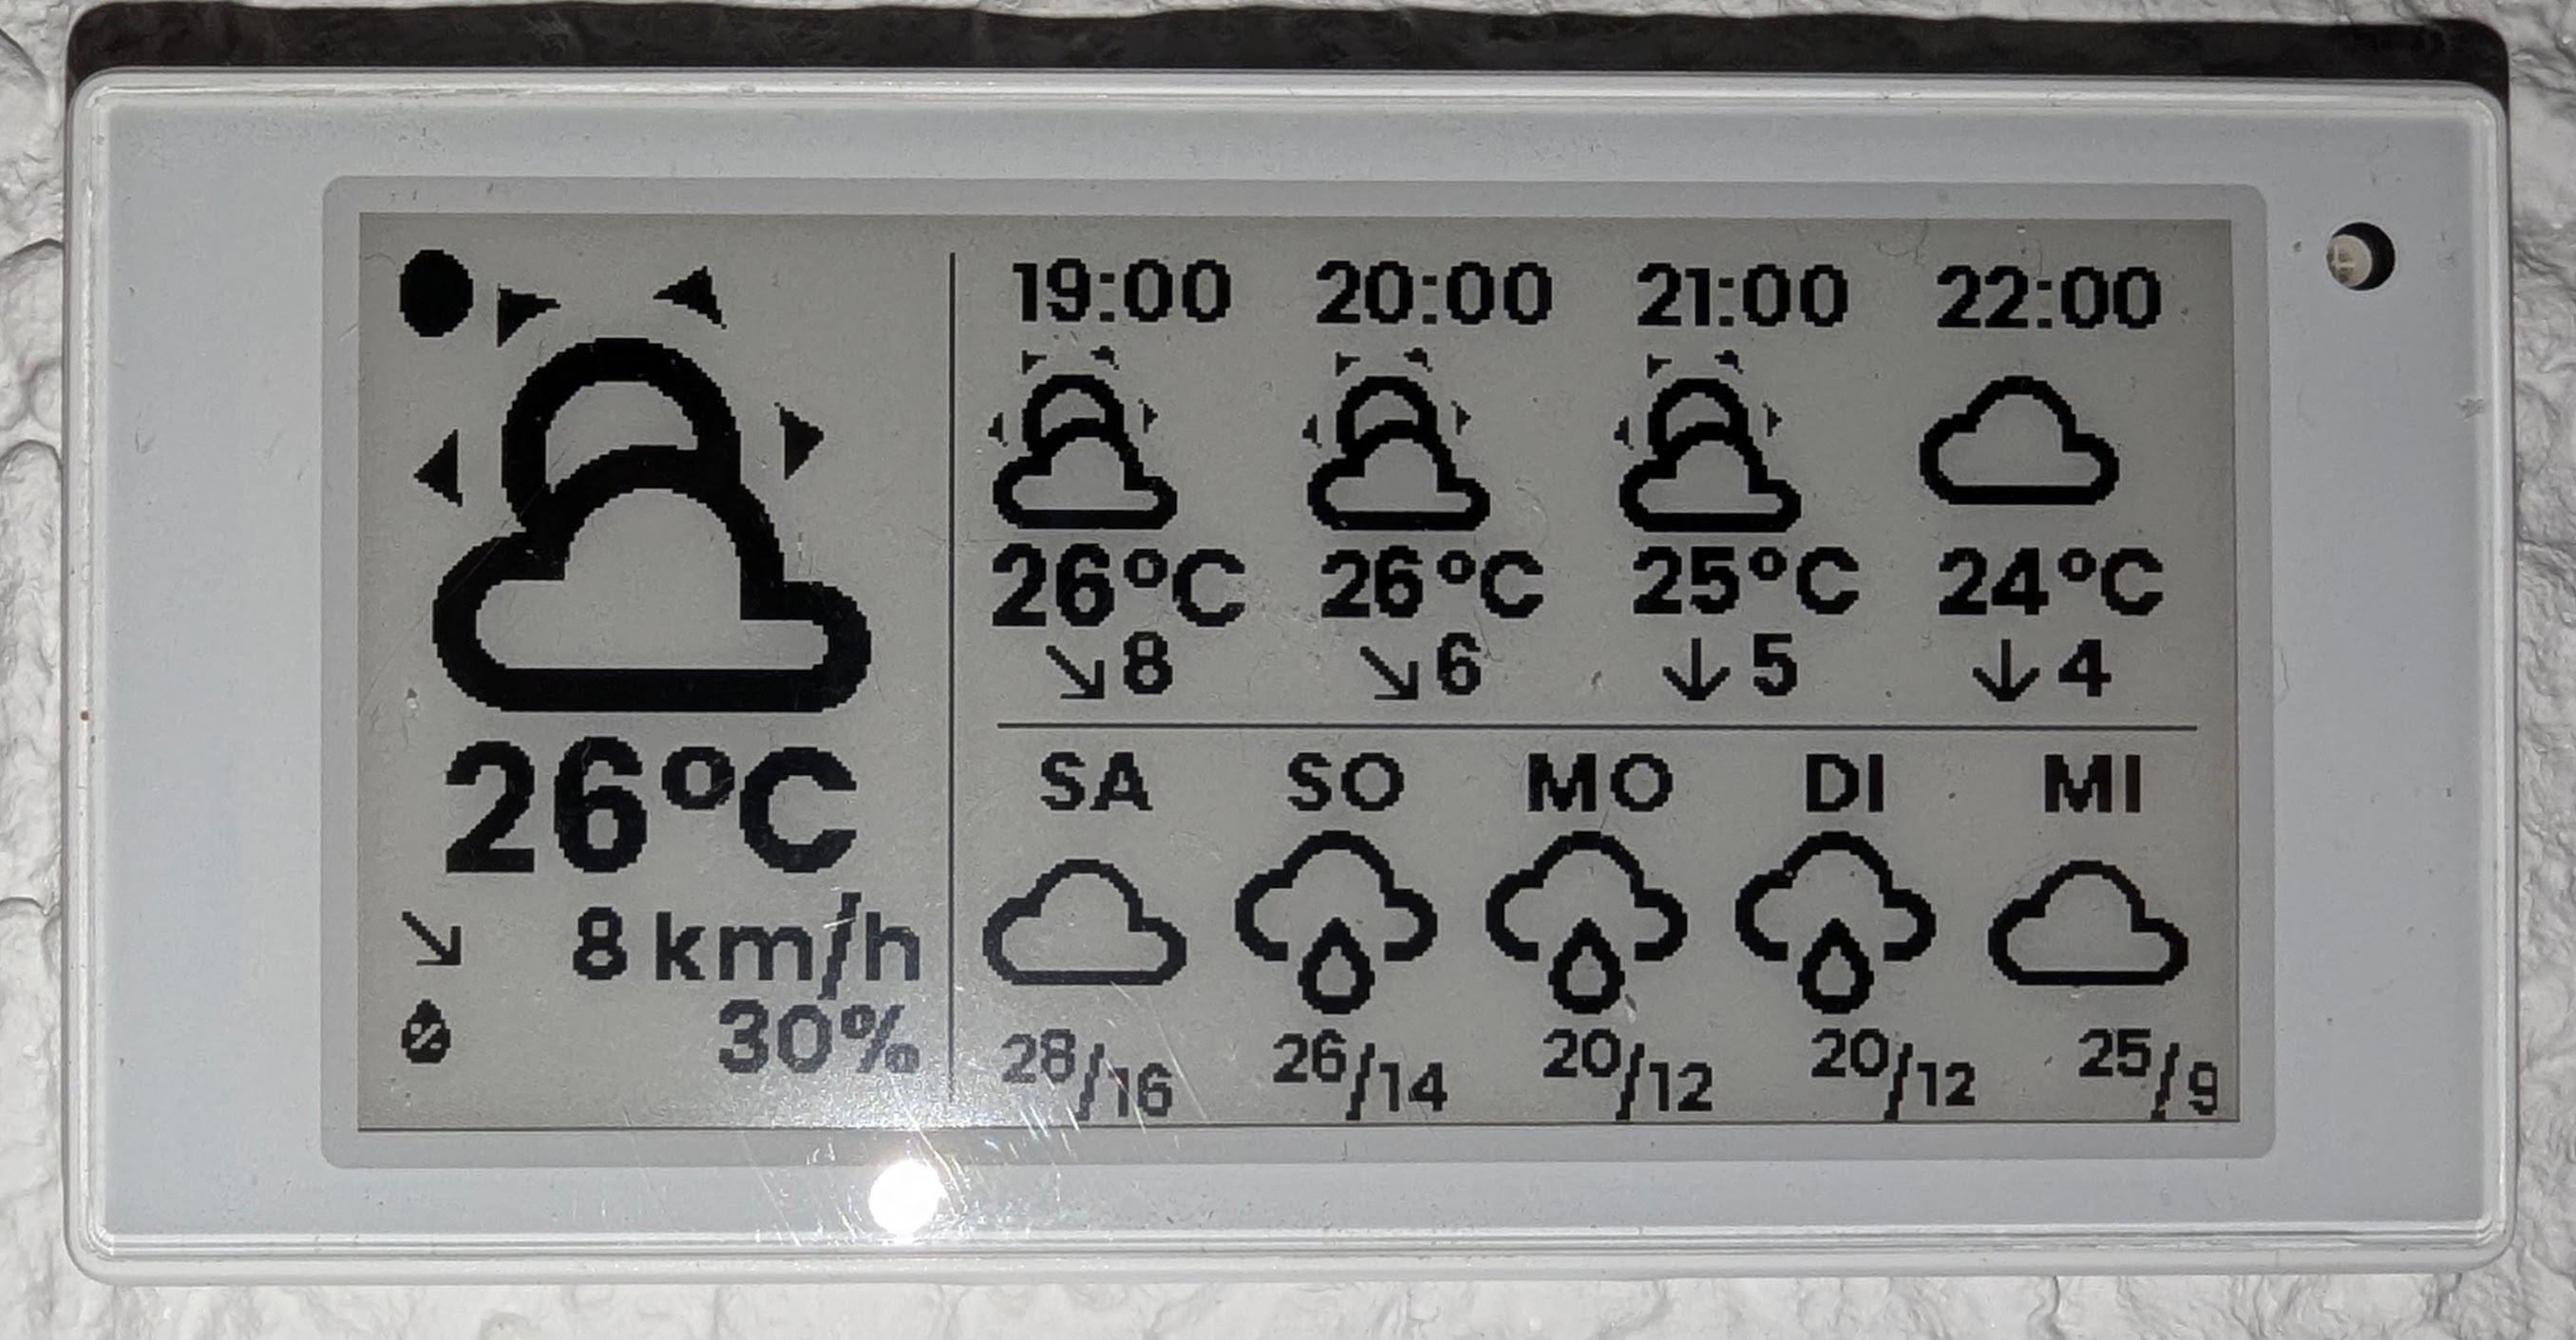 26°C
8 km/h
30%
19:00 20:00 21:00 22:00
26°C 26°C 25°C 24°C
↘8 ↘6 ↓5 ↓4
SA SO MO DI MI
28/16 26/14 20/12 20/12 25/9